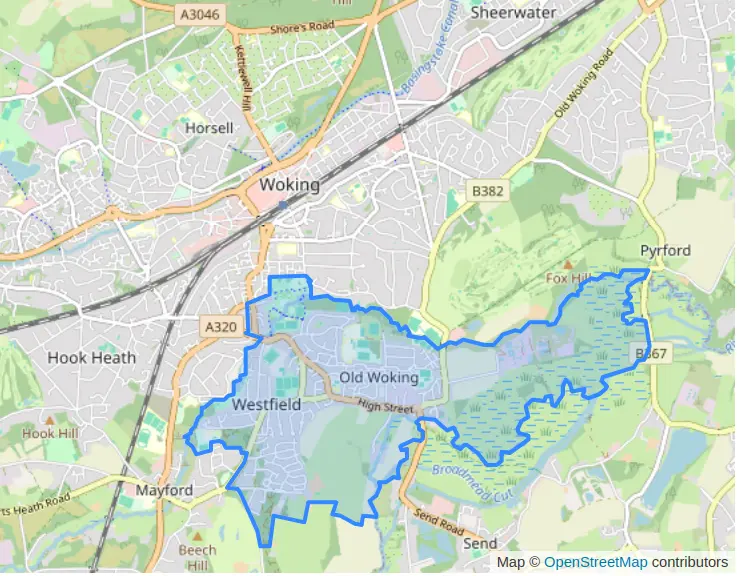 Sheerwater
A3046
Shore's Road
Hill
Kettlewell Hill
Basingstoke Canal
Old Woking Road
Horsell
Woking
B382
Pyrford
Fox Hill
A320
B367
Hook Heath
Old Woking
Westfield
High Street
Hook Hill
Broadmead Cut
Mayford
Heath Road
Send Road
Beech
Hill
Send
Map © OpenStreetMap contributors